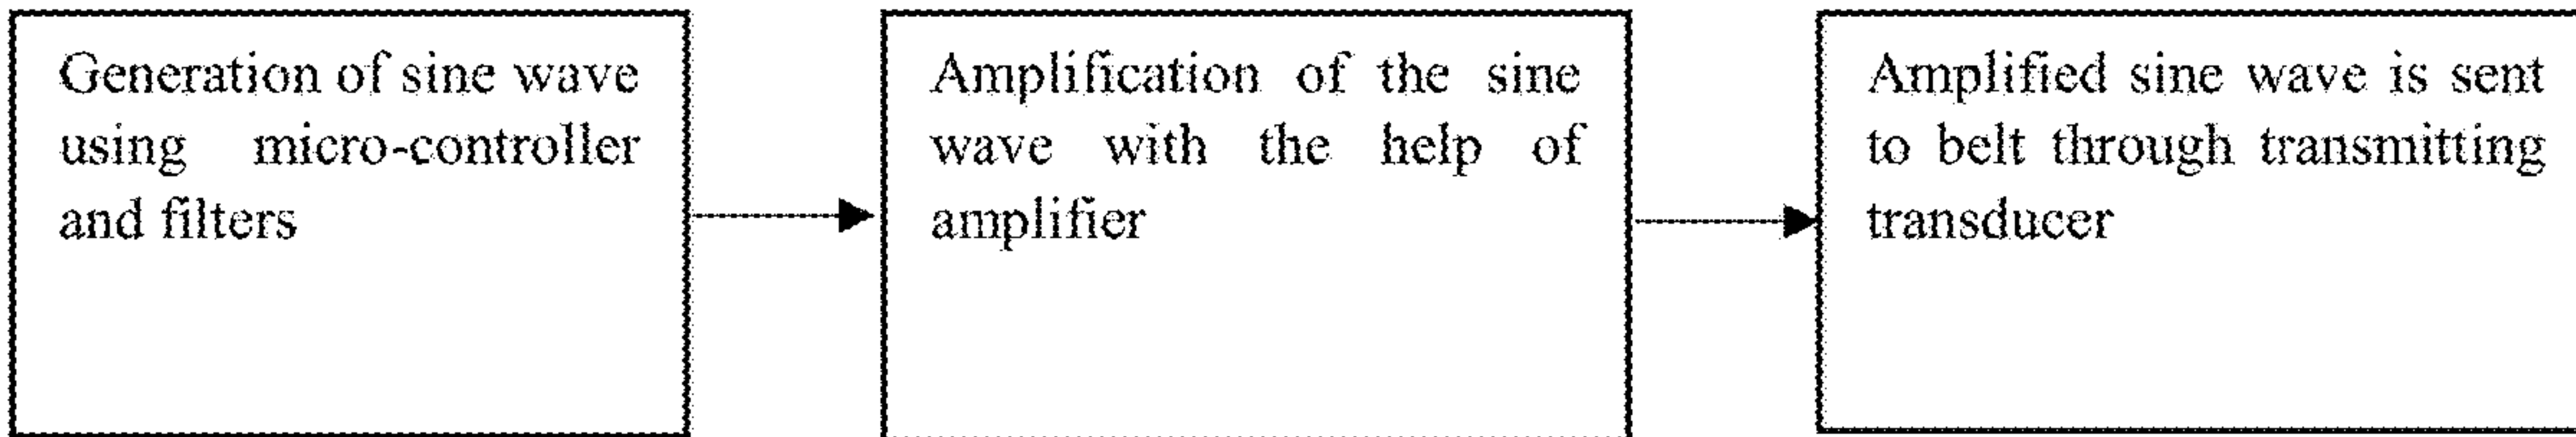 Generation of sine wave
using micro-controller
and filters
Amplification of the sine
wave with the help of
amplifier
Amplified sine wave is sent
to belt through transmitting
transducer